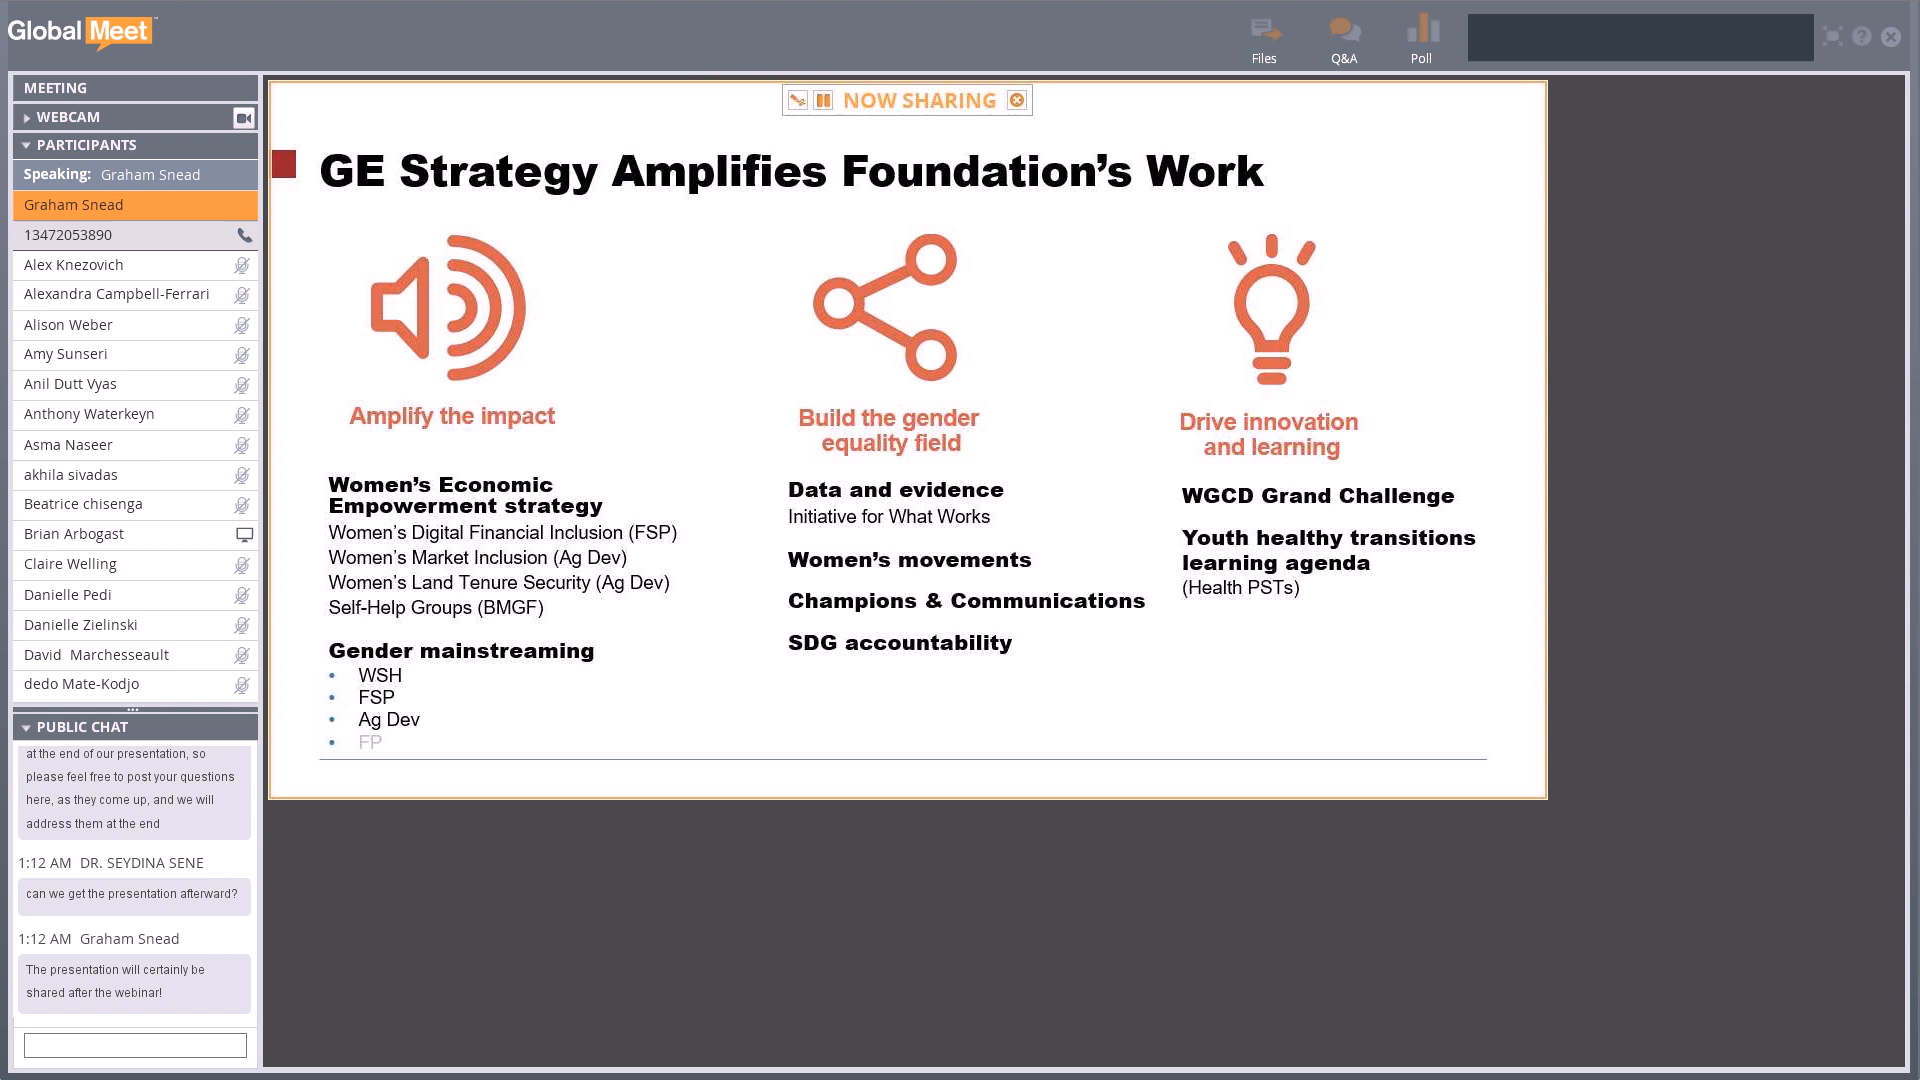 GlobalMeet
Files
Q&A
Poll
MEETING
WEBCAM
PARTICIPANTS
Speaking: Graham Snead
Graham Snead
13472053890
Alex Knezovich
Alexandra Campbell-Ferrari
Alison Weber
Amy Sunseri
Anil Dutt Vyas
Anthony Waterkeyn
Asma Naseer
akhila sivadas
Beatrice chisenga
Brian Arbogast
Claire Welling
Danielle Pedi
Danielle Zielinski
David Marchesseault
dedo Mate-Kodjo
PUBLIC CHAT
at the end of our presentation, so
please feel free to post your questions
here, as they come up, and we will
address them at the end
1:12 AM DR. SEYDINA SENE
can we get the presentation afterward?
1:12 AM Graham Snead
The presentation will certainly be
shared after the webinar!
NOW SHARING
GE Strategy Amplifies Foundation’s Work
Amplify the impact
Women’s Economic
Empowerment strategy
Women’s Digital Financial Inclusion (FSP)
Women’s Market Inclusion (Ag Dev)
Women’s Land Tenure Security (Ag Dev)
Self-Help Groups (BMGF)
Gender mainstreaming
• WSH
• FSP
• Ag Dev
• FP
Build the gender
equality field
Data and evidence
Initiative for What Works
Women’s movements
Champions & Communications
SDG accountability
Drive innovation
and learning
WGCD Grand Challenge
Youth healthy transitions
learning agenda
(Health PSTs)